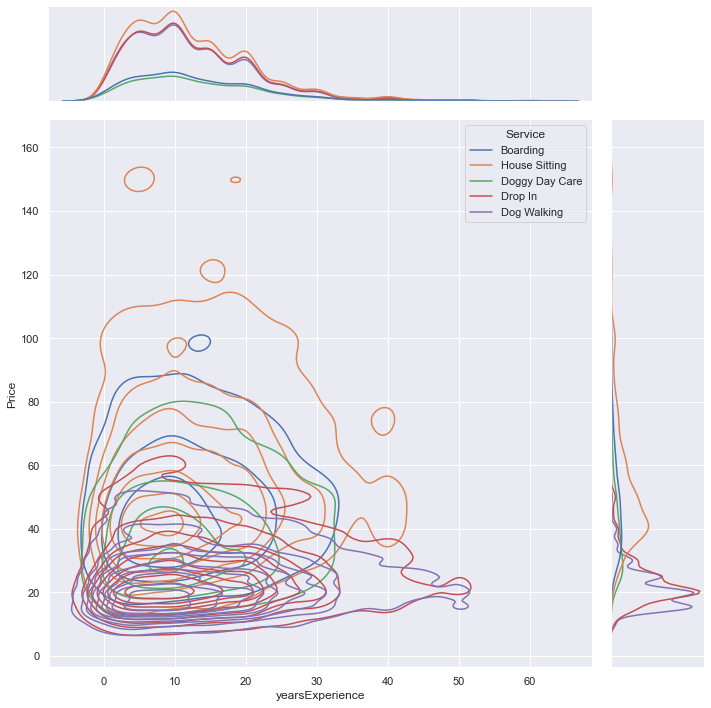 Service
Boarding
House Sitting
Doggy Day Care
Drop In
Dog Walking
160
140
120
100
80
60
40
20
0
Price
0 10 20 30 40 50 60
yearsExperience